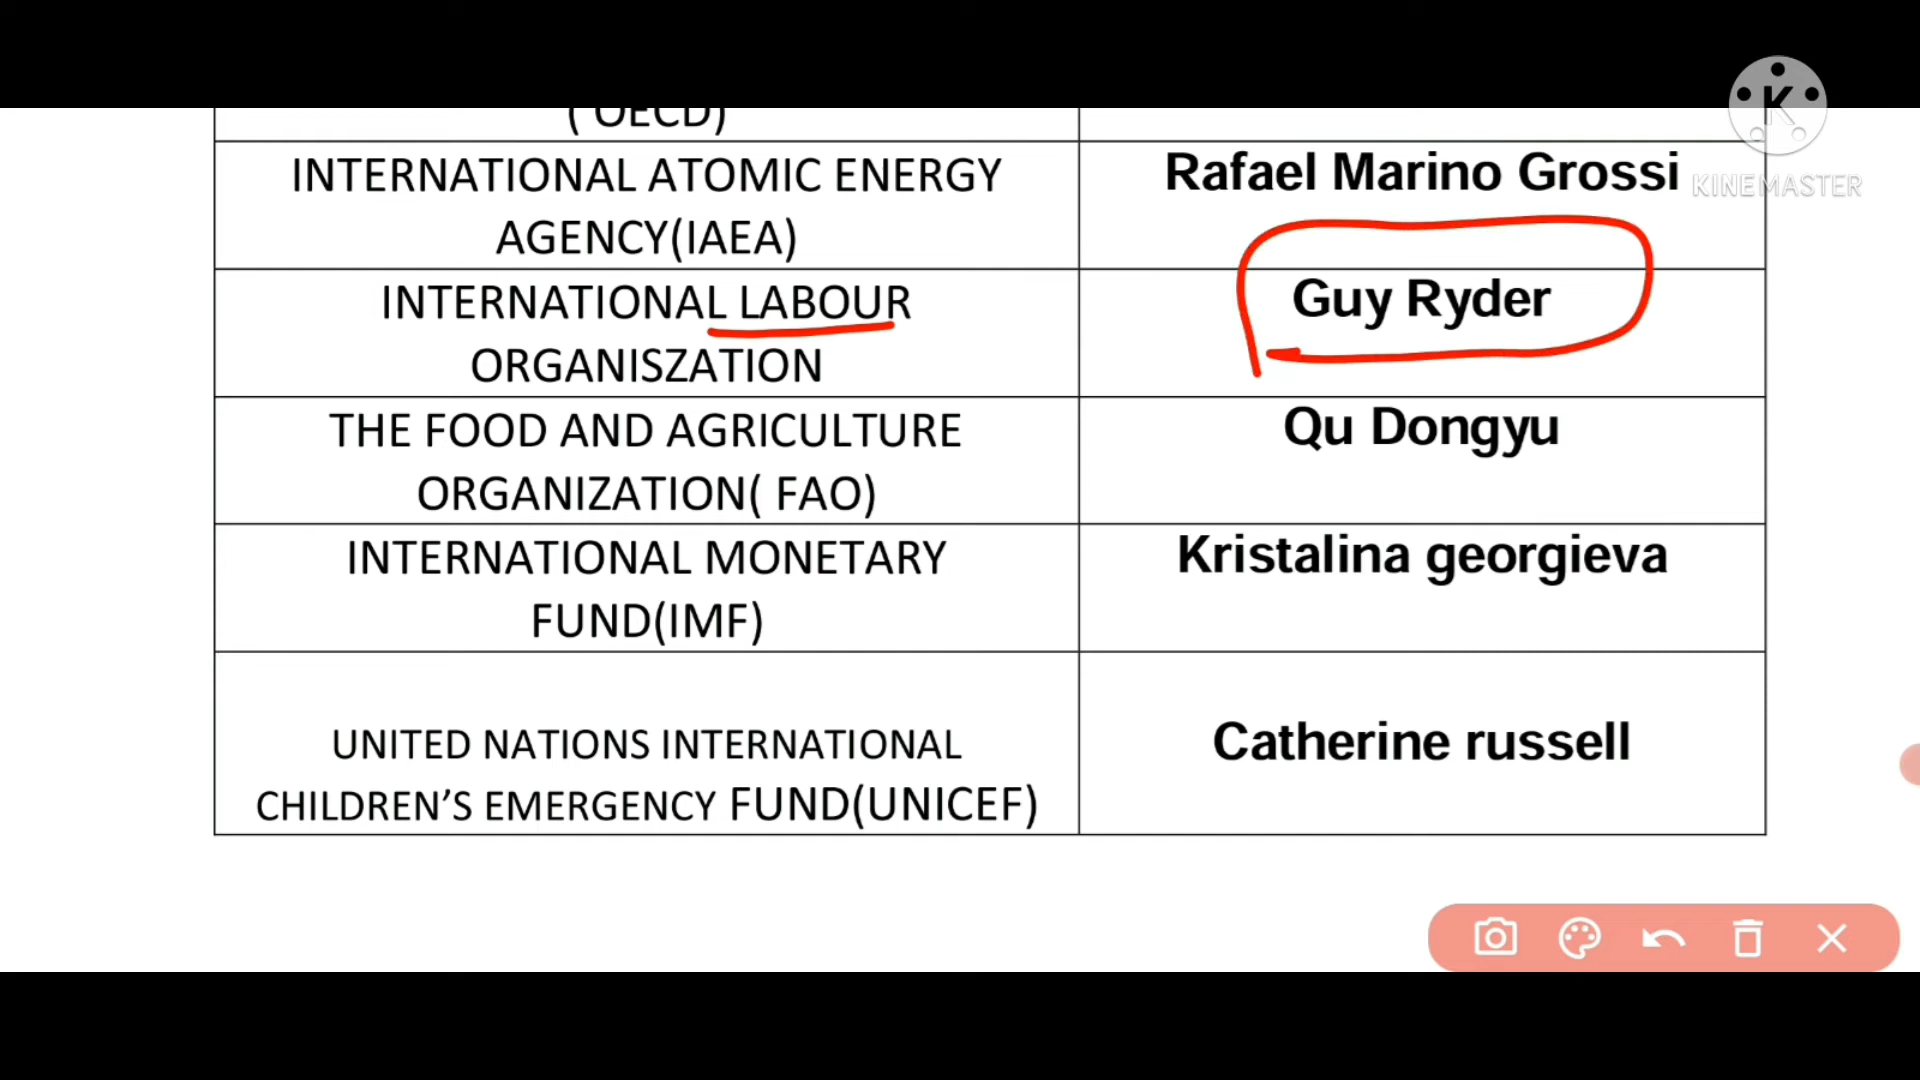 ( OECD)
INTERNATIONAL ATOMIC ENERGY
AGENCY(IAEA)
Rafael Marino Grossi
K
KINEMASTER
INTERNATIONAL LABOUR
ORGANISZATION
Guy Ryder
THE FOOD AND AGRICULTURE
ORGANIZATION( FAO)
Qu Dongyu
INTERNATIONAL MONETARY
FUND(IMF)
Kristalina georgieva
UNITED NATIONS INTERNATIONAL
CHILDREN’S EMERGENCY FUND(UNICEF)
Catherine russell